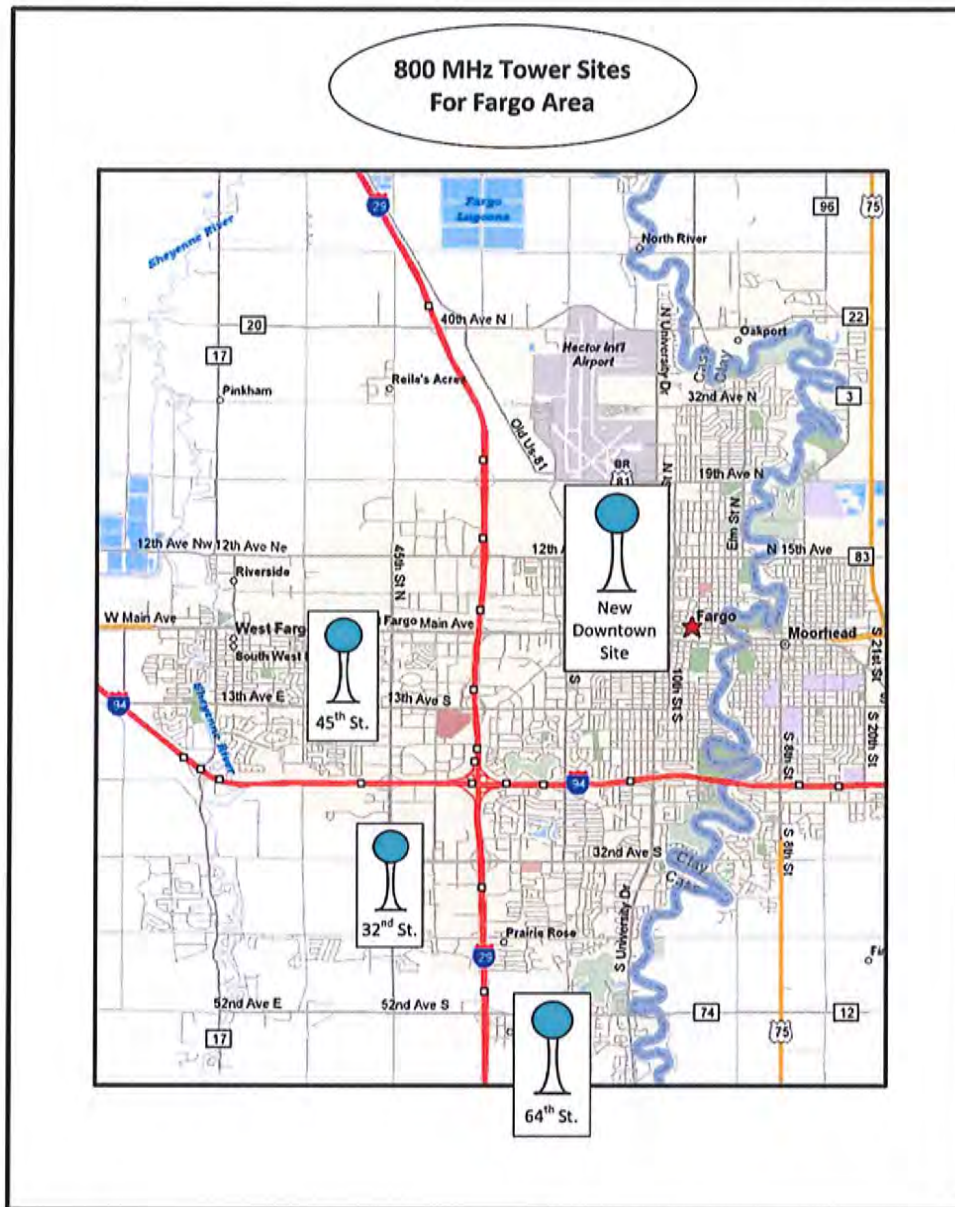 800 MHz Tower Sites
For Fargo Area
29
Fargo
Lagoons
96
75
Sheyenne River
North River
20
40th Ave N
N University Dr
22
Oakport
17
Hector Int'l
Airport
Cass
Clay
Reile's Acres
Pinkham
32nd Ave N
3
Old Us-81
BR
81
19th Ave N
Elm St N
12th Ave Nw
12th Ave Ne
45th St N
N 15th Ave
83
Riverside
New
Downtown
Site
Fargo
W Main Ave
West Fargo
Fargo
Main Ave
Moorhead
South West
S 21st St
10th St S
S
13th Ave E
13th Ave S
45th St.
94
Sheyenne
River
S 8th St
S 20th St
94
32nd Ave S
Clay
Cass
S 8th St
32nd St.
Prairie Rose
S University Dr
29
52nd Ave E
52nd Ave S
74
12
17
75
64th St.